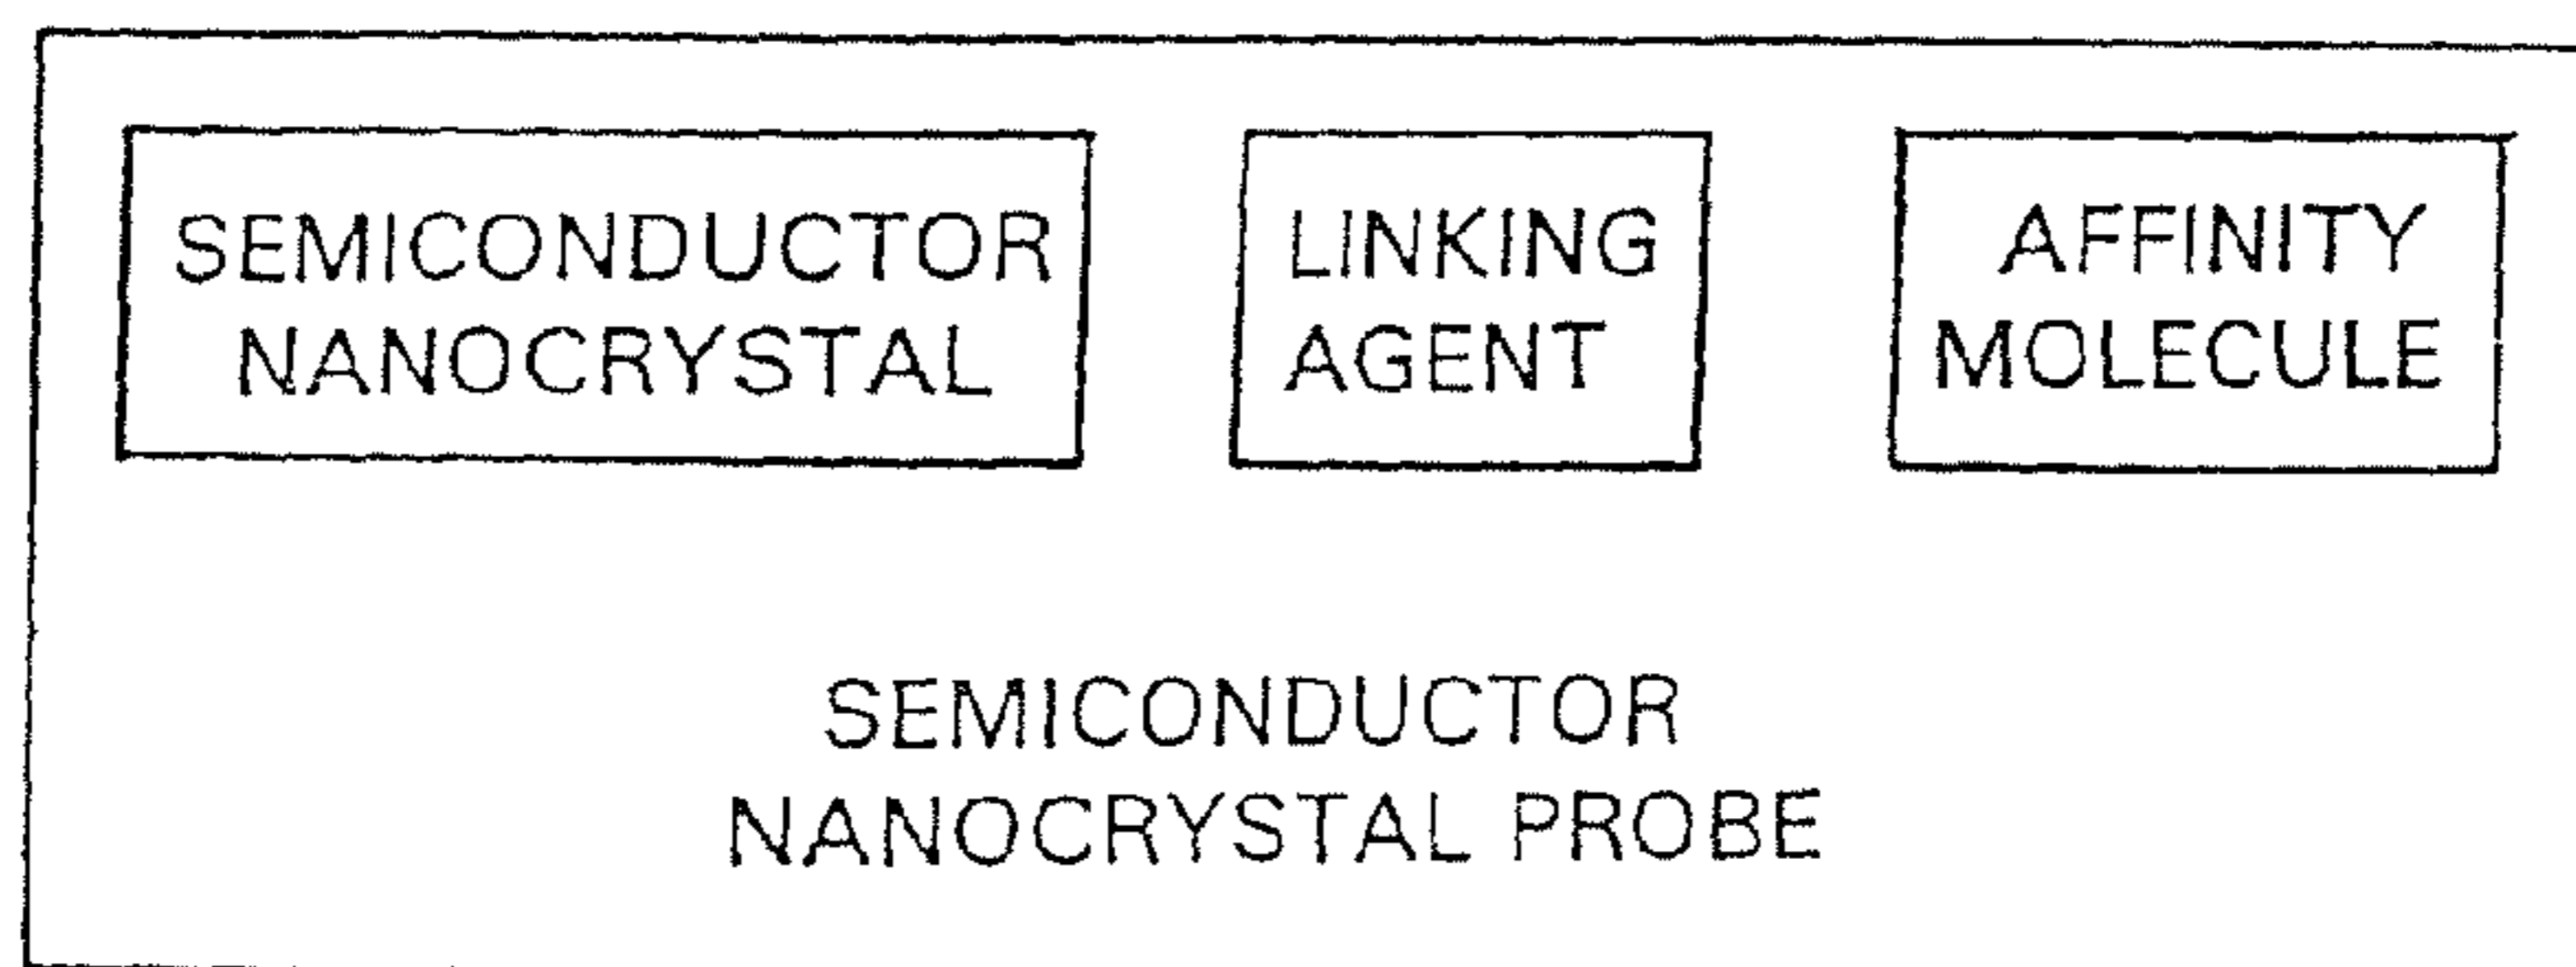 SEMICONDUCTOR
NANOCRYSTAL
LINKING
AGENT
AFFINITY
MOLECULE
SEMICONDUCTOR
NANOCRYSTAL PROBE